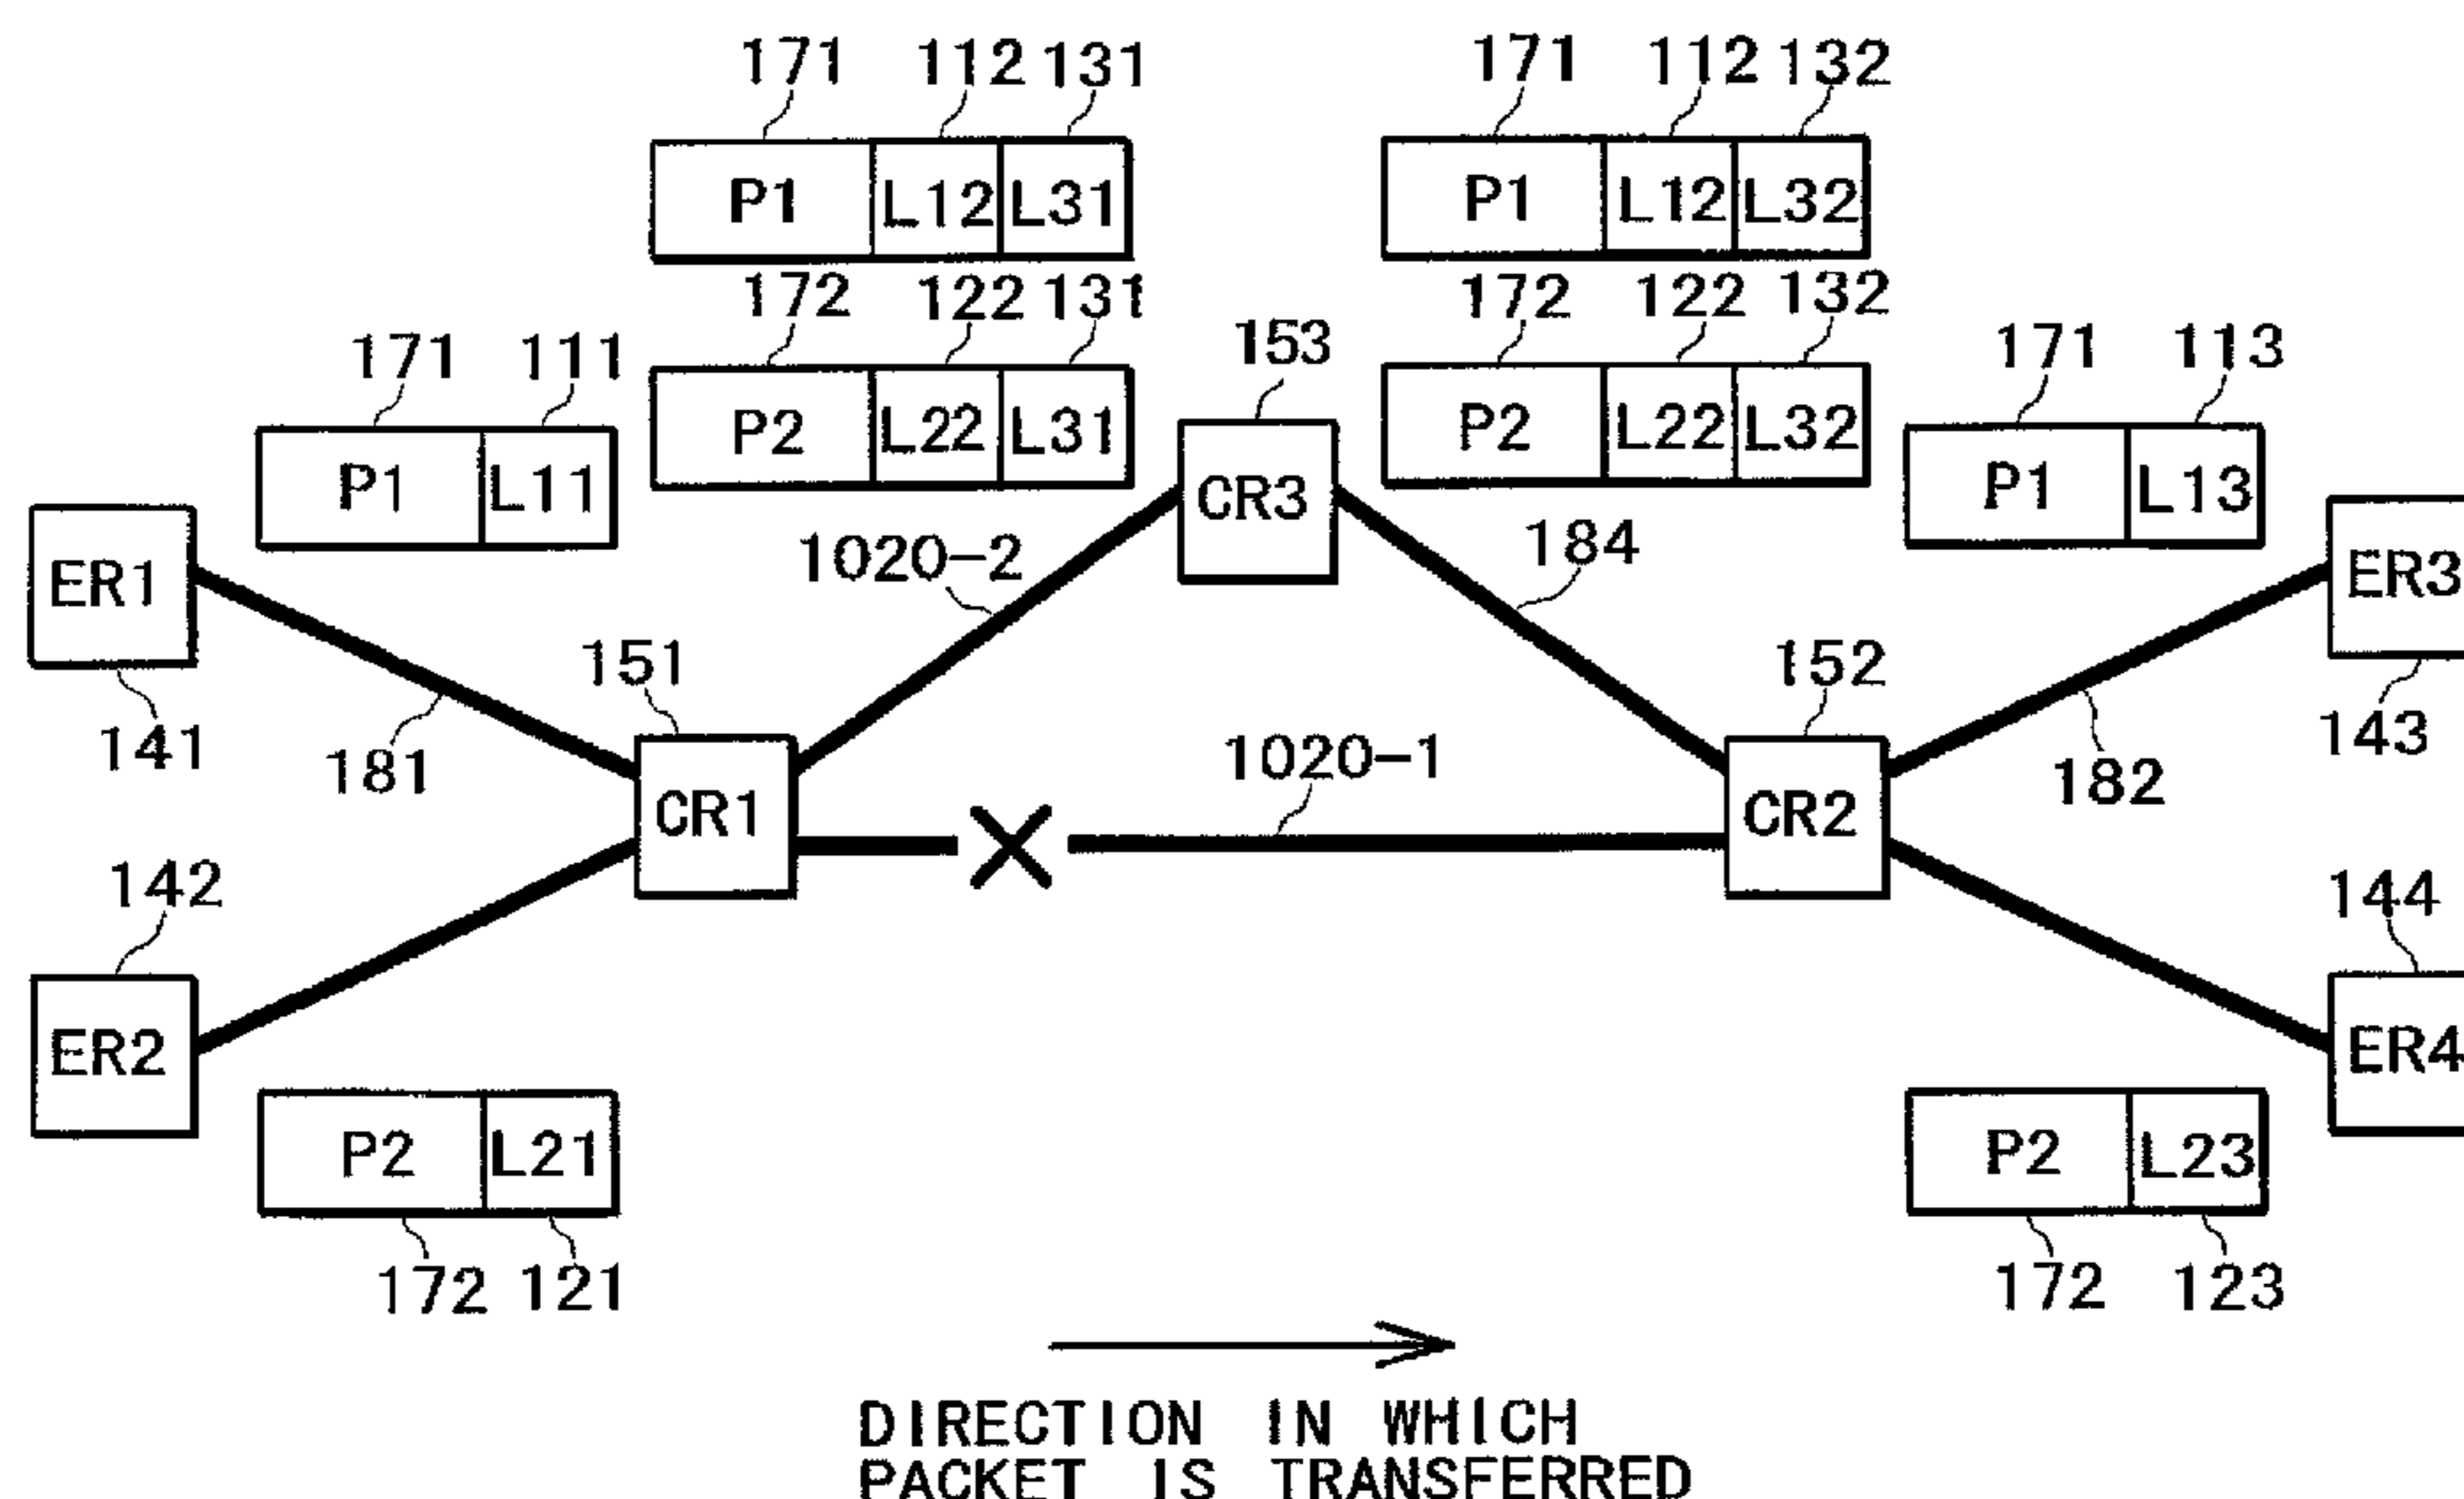 171 112 131 171 112 132
P1 L12 L31 P1 L12 L32
172 122 131 172 122 132
171 111 153 171 113
P2 L22 L31 P2 L22 L32
P1 L11 CR3 P1 L13
1020-2 184
ER1 ER3
151 152
141 181 1020-1 182 143
CR1 CR2
142 144
ER2 ER4
P2 L21 P2 L23
172 121 172 123
DIRECTION IN WHICH
PACKET IS TRANSFERRED